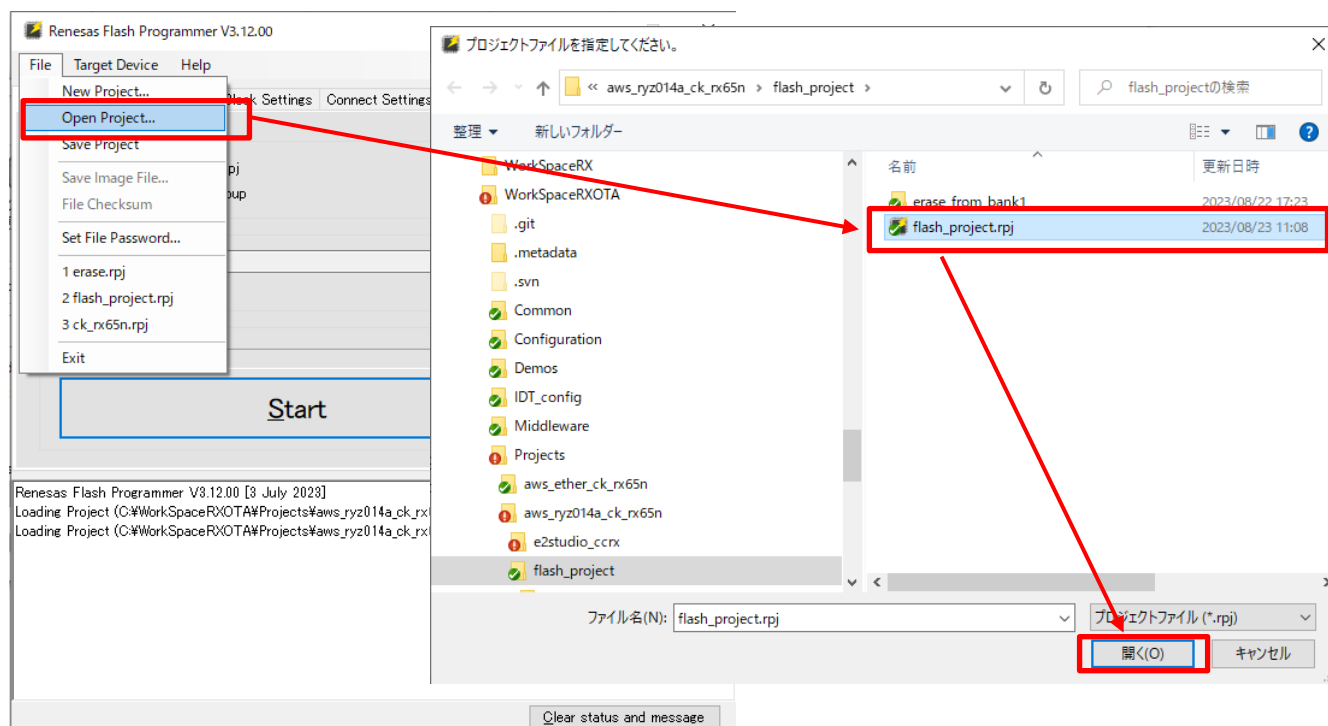 Renesas Flash Programmer V3.12.00
File Target Device Help
New Project...
Open Project...
Save Project
Save Image File...
File Checksum
Set File Password...
1 erase.rpj
2 flash_project.rpj
3 ck_rx65n.rpj
Exit
Block Settings Connect Settings
Start
Renesas Flash Programmer V3.12.00 [3 July 2023]
Loading Project (C:¥WorkSpaceRXOTA¥Projects¥aws_ryz014a_ck_rx
Loading Project (C:¥WorkSpaceRXOTA¥Projects¥aws_ryz014a_ck_rx
Clear status and message
プロジェクトファイルを指定してください。
« aws_ryz014a_ck_rx65n › flash_project ›
flash_projectの検索
整理 新しいフォルダー
WorkSpaceRX
WorkSpaceRXOTA
.git
.metadata
.svn
Common
Configuration
Demos
IDT_config
Middleware
Projects
aws_ether_ck_rx65n
aws_ryz014a_ck_rx65n
e2studio_ccrx
flash_project
名前 更新日時
erase_from_bank1 2023/08/22 17:23
flash_project.rpj 2023/08/23 11:08
ファイル名(N): flash_project.rpj プロジェクトファイル (*.rpj)
開く(O) キャンセル